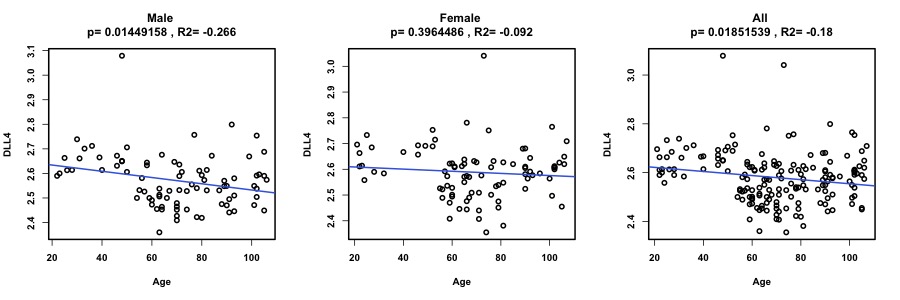 Male
p= 0.01449158 , R2= -0.266
DLL4
3.1
3.0
2.9
2.8
2.7
2.6
2.5
2.4
20 40 60 80 100
Age
Female
p= 0.3964486 , R2= -0.092
DLL4
3.0
2.9
2.8
2.7
2.6
2.5
2.4
20 40 60 80 100
Age
All
p= 0.01851539 , R2= -0.18
DLL4
3.0
2.8
2.6
2.4
20 40 60 80 100
Age